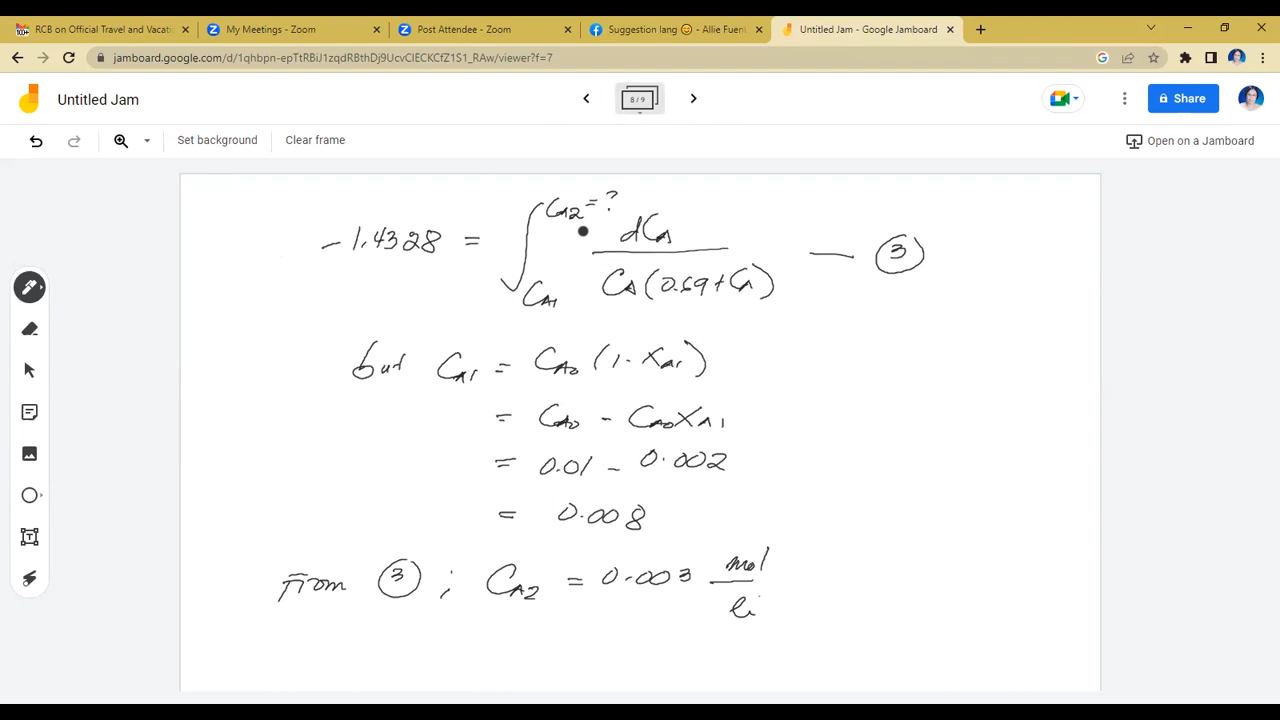 RCB on Official Travel and Vacati
My Meetings - Zoom
Post Attendee - Zoom
Suggestion lang 😊 - Allie Fuent
Untitled Jam - Google Jamboard
jamboard.google.com/d/1qhbpn-epTtRBiJ1zqdRBthDj9UcvClECKCfZ1S1_RAw/viewer?f=7
Untitled Jam
8 / 9
Share
Set background
Clear frame
Open on a Jamboard
CA2 = ?
- 1.4328 = ∫ dCA / CA (0.69 + CA) — ③
CA1
but CA1 = CA0 (1 - XA1)
= CA0 - CA0XA1
= 0.01 - 0.002
= 0.008
From ③ ; CA2 = 0.003 mol / li